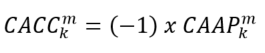 $CACC_k^m = (-1) \, x \, CAAP_k^m$